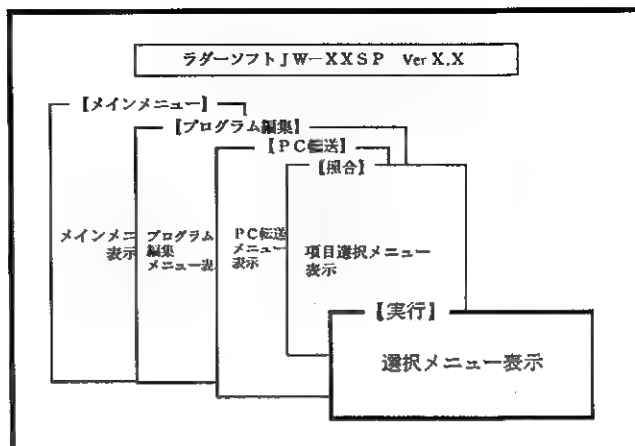 ラダーソフトJW-XXSP Ver X.X
【メインメニュー】
【プログラム編集】
【PC転送】
【照合】
メインメニ
表示
プログラム
編集
メニュー表
PC転送
メニュー
表示
項目選択メニュー
表示
【実行】
選択メニュー表示